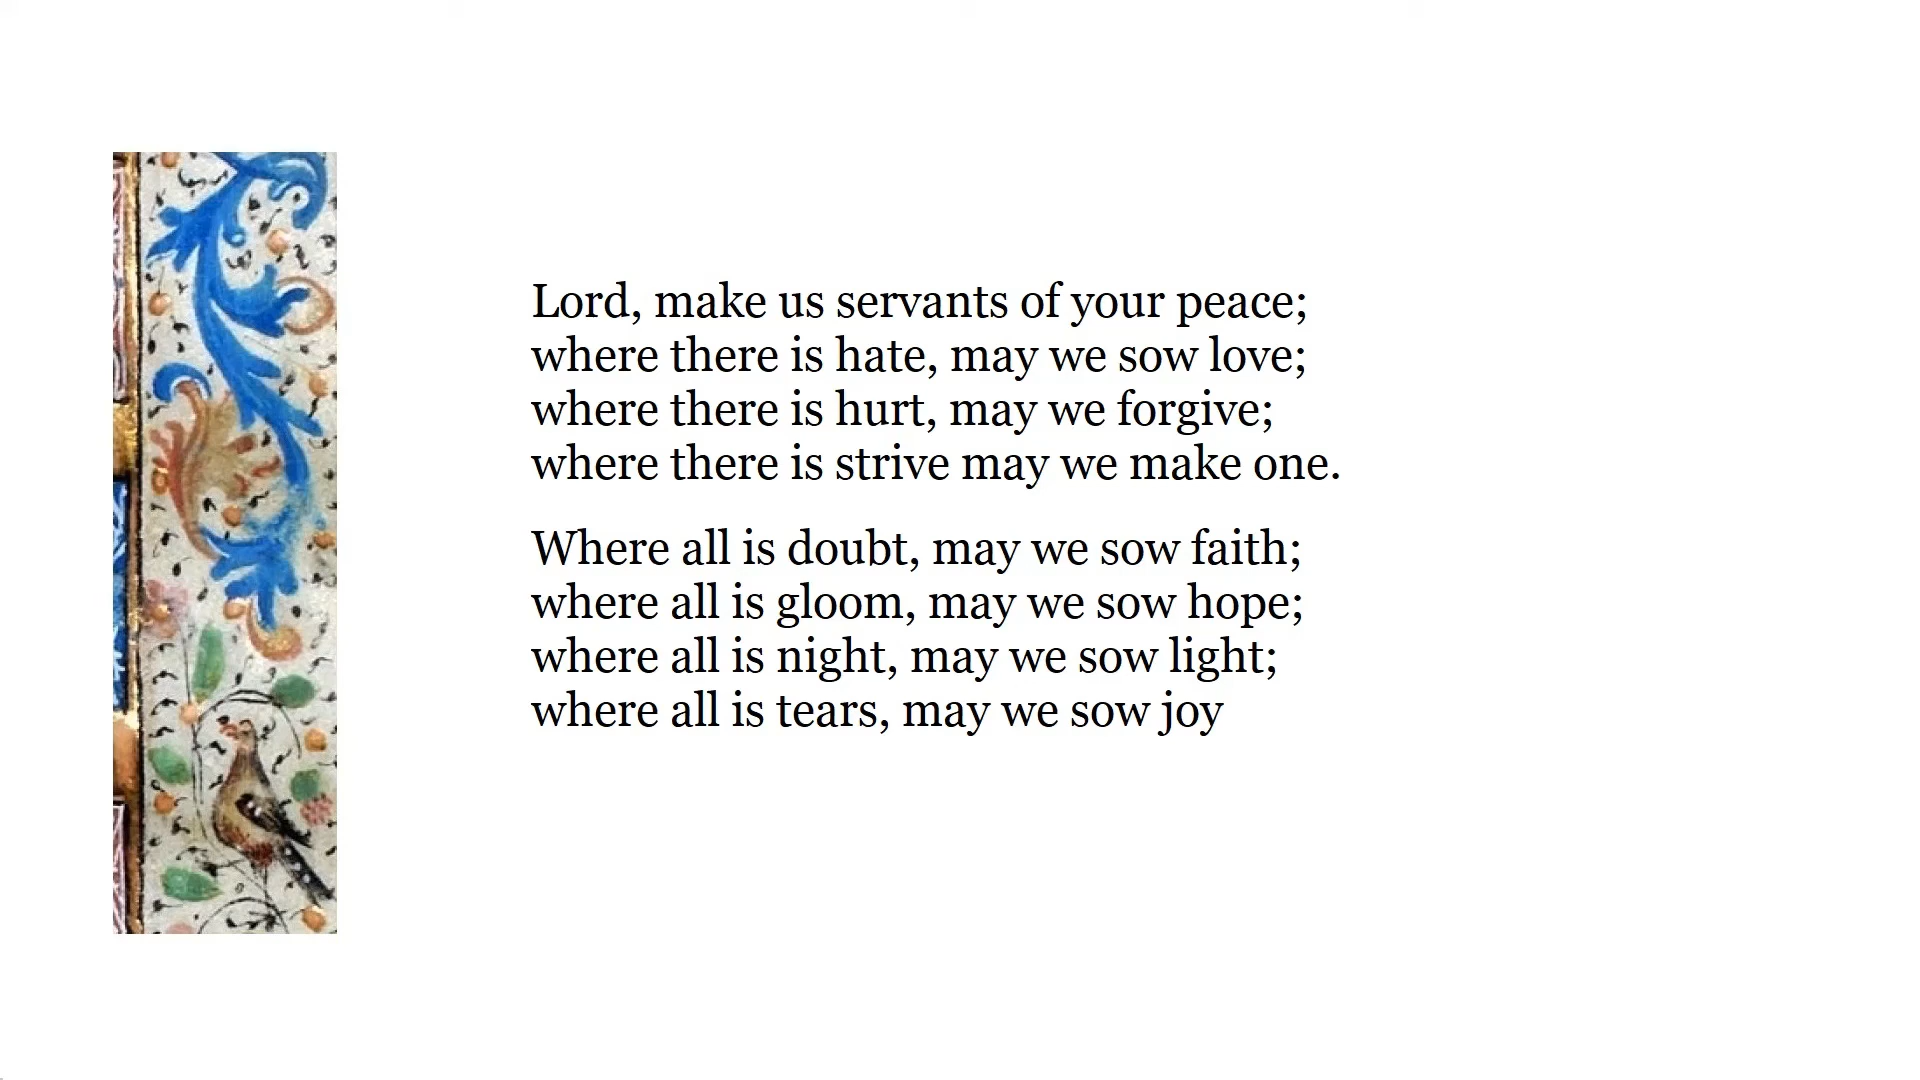 Lord, make us servants of your peace;
where there is hate, may we sow love;
where there is hurt, may we forgive;
where there is strive may we make one.
Where all is doubt, may we sow faith;
where all is gloom, may we sow hope;
where all is night, may we sow light;
where all is tears, may we sow joy